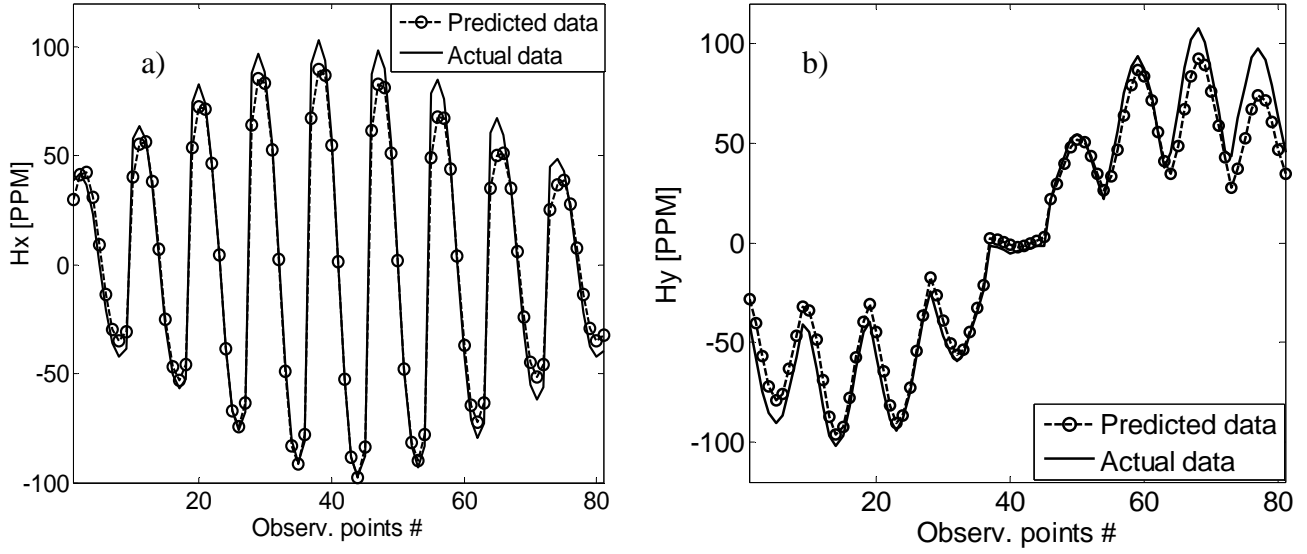 a)
Predicted data
Actual data
Hx [PPM]
100
50
0
-50
-100
20
40
60
80
Observ. points #
b)
Hy [PPM]
100
50
0
-50
-100
Predicted data
Actual data
20
40
60
80
Observ. points #